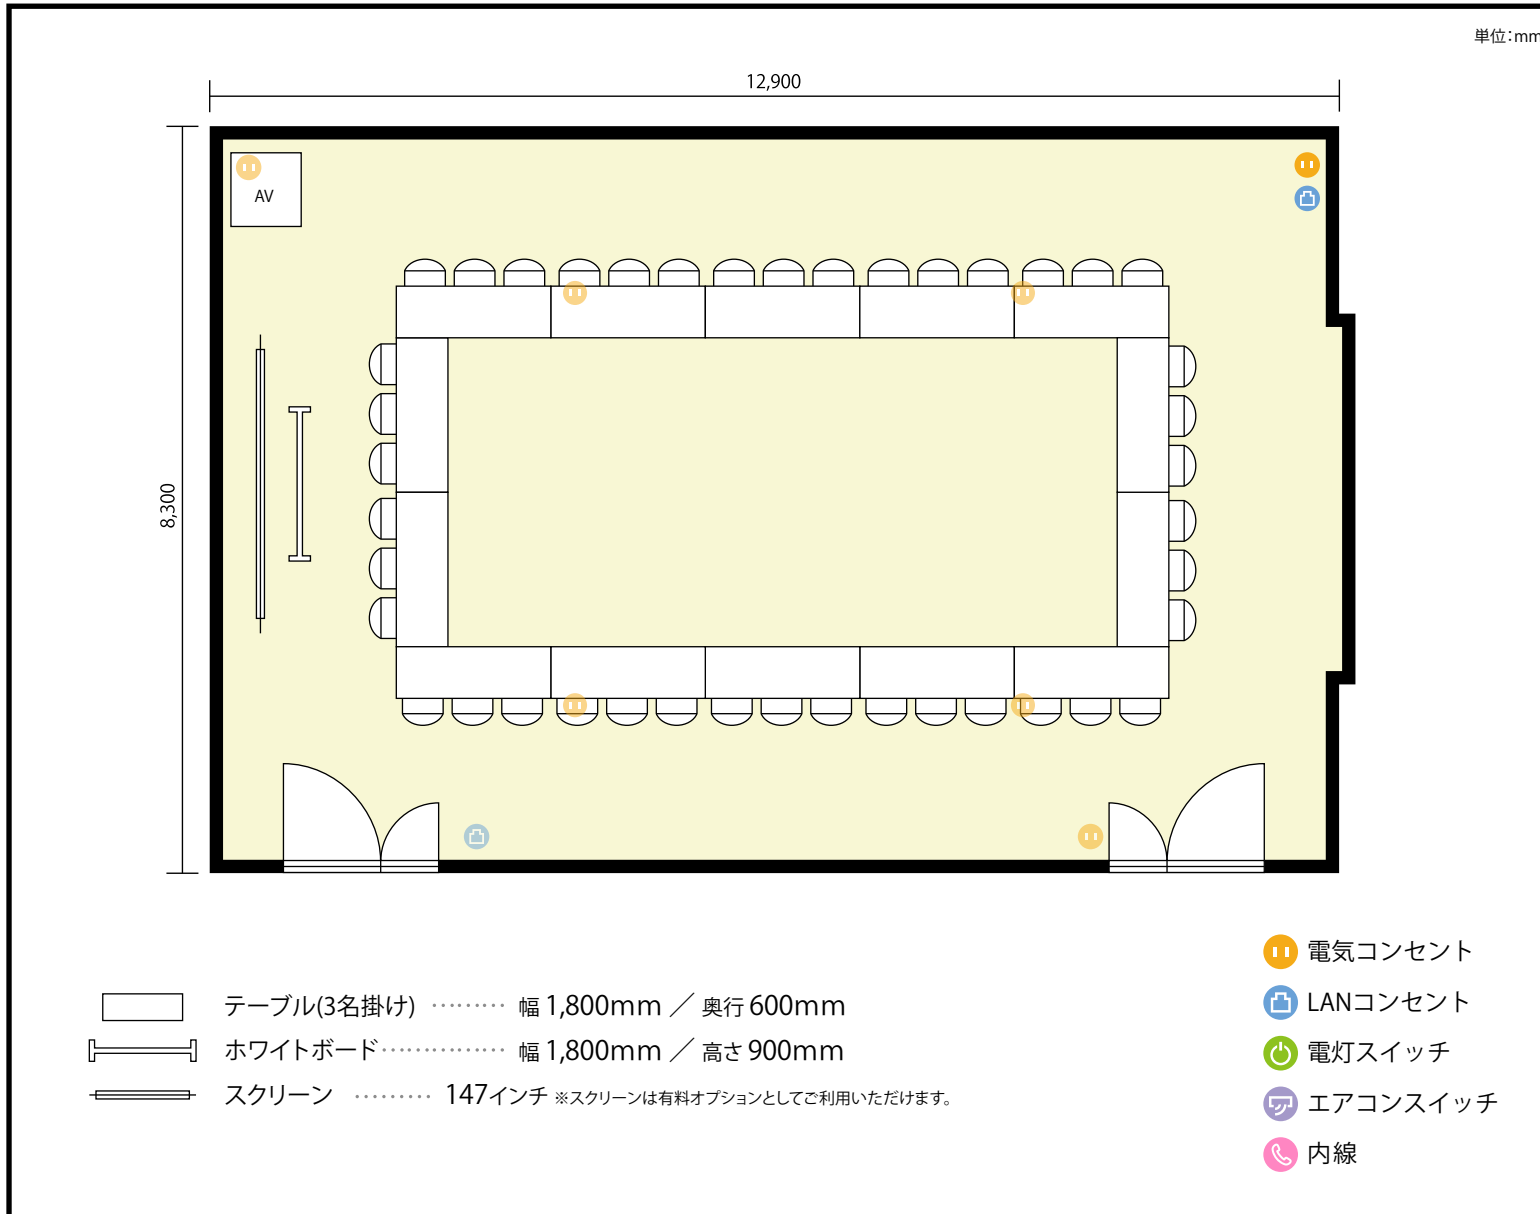 単位:mm
12,900
AV
8,300
テーブル(3名掛け) ········· 幅 1,800mm ／ 奥行 600mm
ホワイトボード··············· 幅 1,800mm ／ 高さ 900mm
スクリーン ········· 147インチ ※スクリーンは有料オプションとしてご利用いただけます。
電気コンセント
LANコンセント
電灯スイッチ
エアコンスイッチ
内線